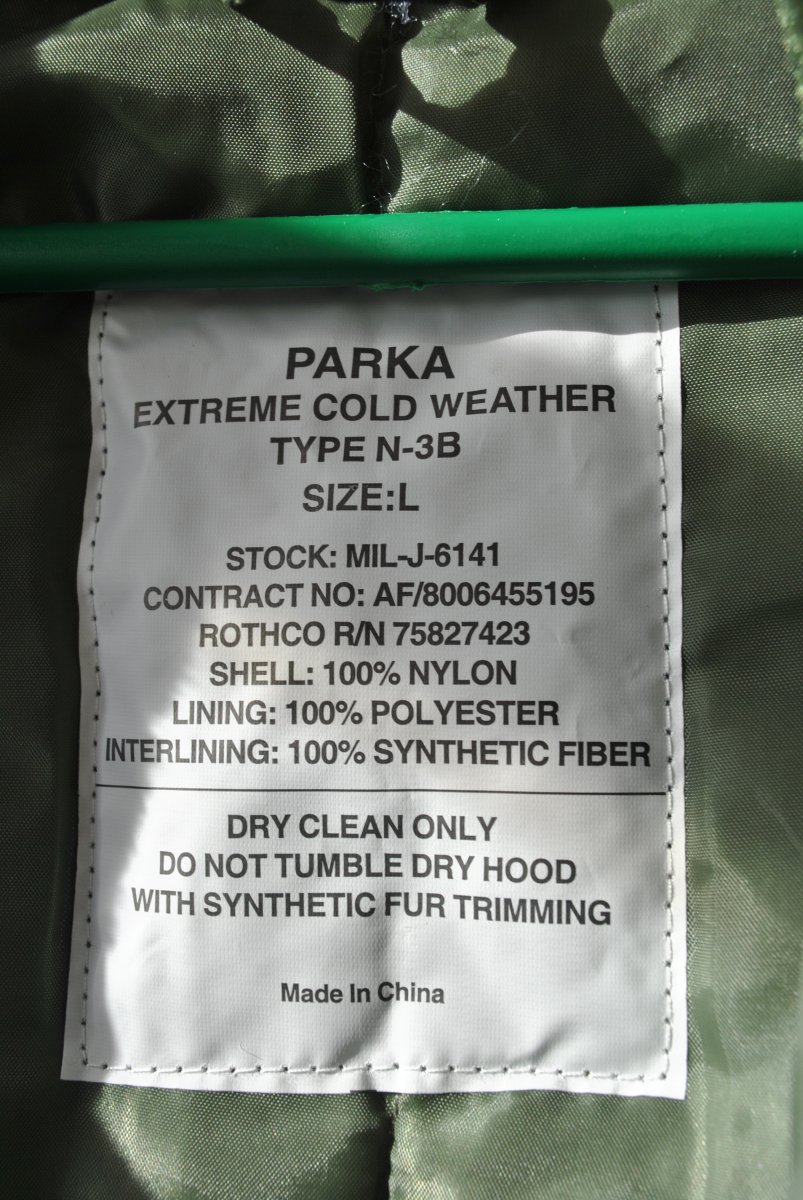 PARKA
EXTREME COLD WEATHER
TYPE N-3B
SIZE:L
STOCK: MIL-J-6141
CONTRACT NO: AF/8006455195
ROTHCO R/N 75827423
SHELL: 100% NYLON
LINING: 100% POLYESTER
INTERLINING: 100% SYNTHETIC FIBER
DRY CLEAN ONLY
DO NOT TUMBLE DRY HOOD
WITH SYNTHETIC FUR TRIMMING
Made In China